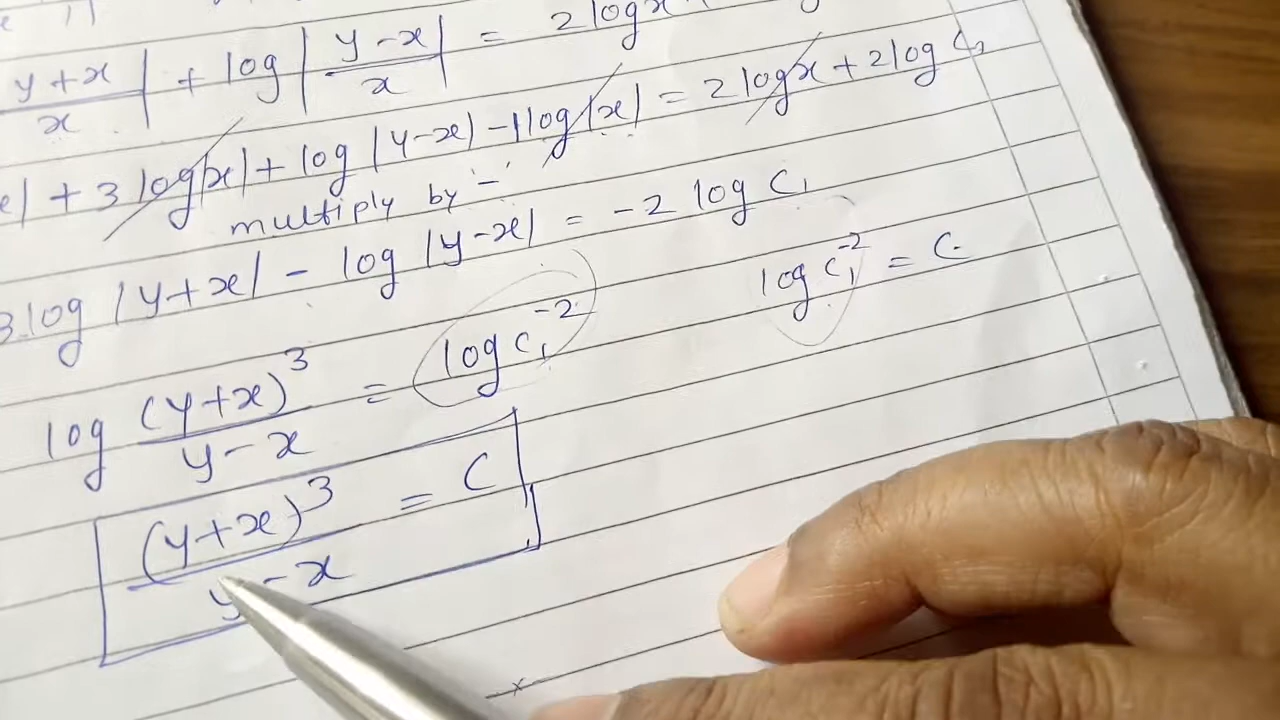 |y+x/x| + log |y-x/x| = 2 log x
x| + 3 log|x| + log |y-x| - 1 log|x| = 2 log x + 2 log C₁
multiply by -
3 log |y+x| - log |y-x| = -2 log C₁
log (y+x)³/y-x = log C₁⁻²
log C₁⁻² = C
(y+x)³/y-x = C